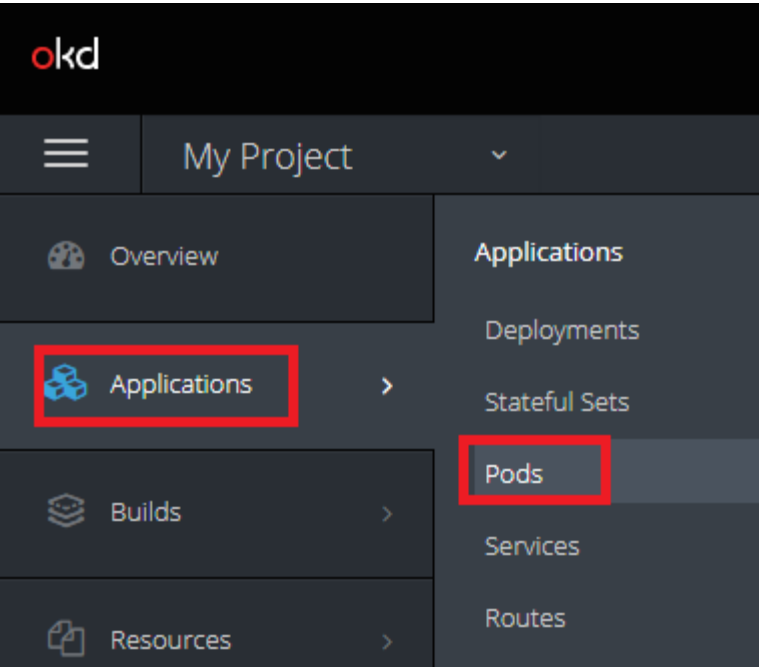 okd
My Project
Overview
Applications
Builds
Resources
Applications
Deployments
Stateful Sets
Pods
Services
Routes